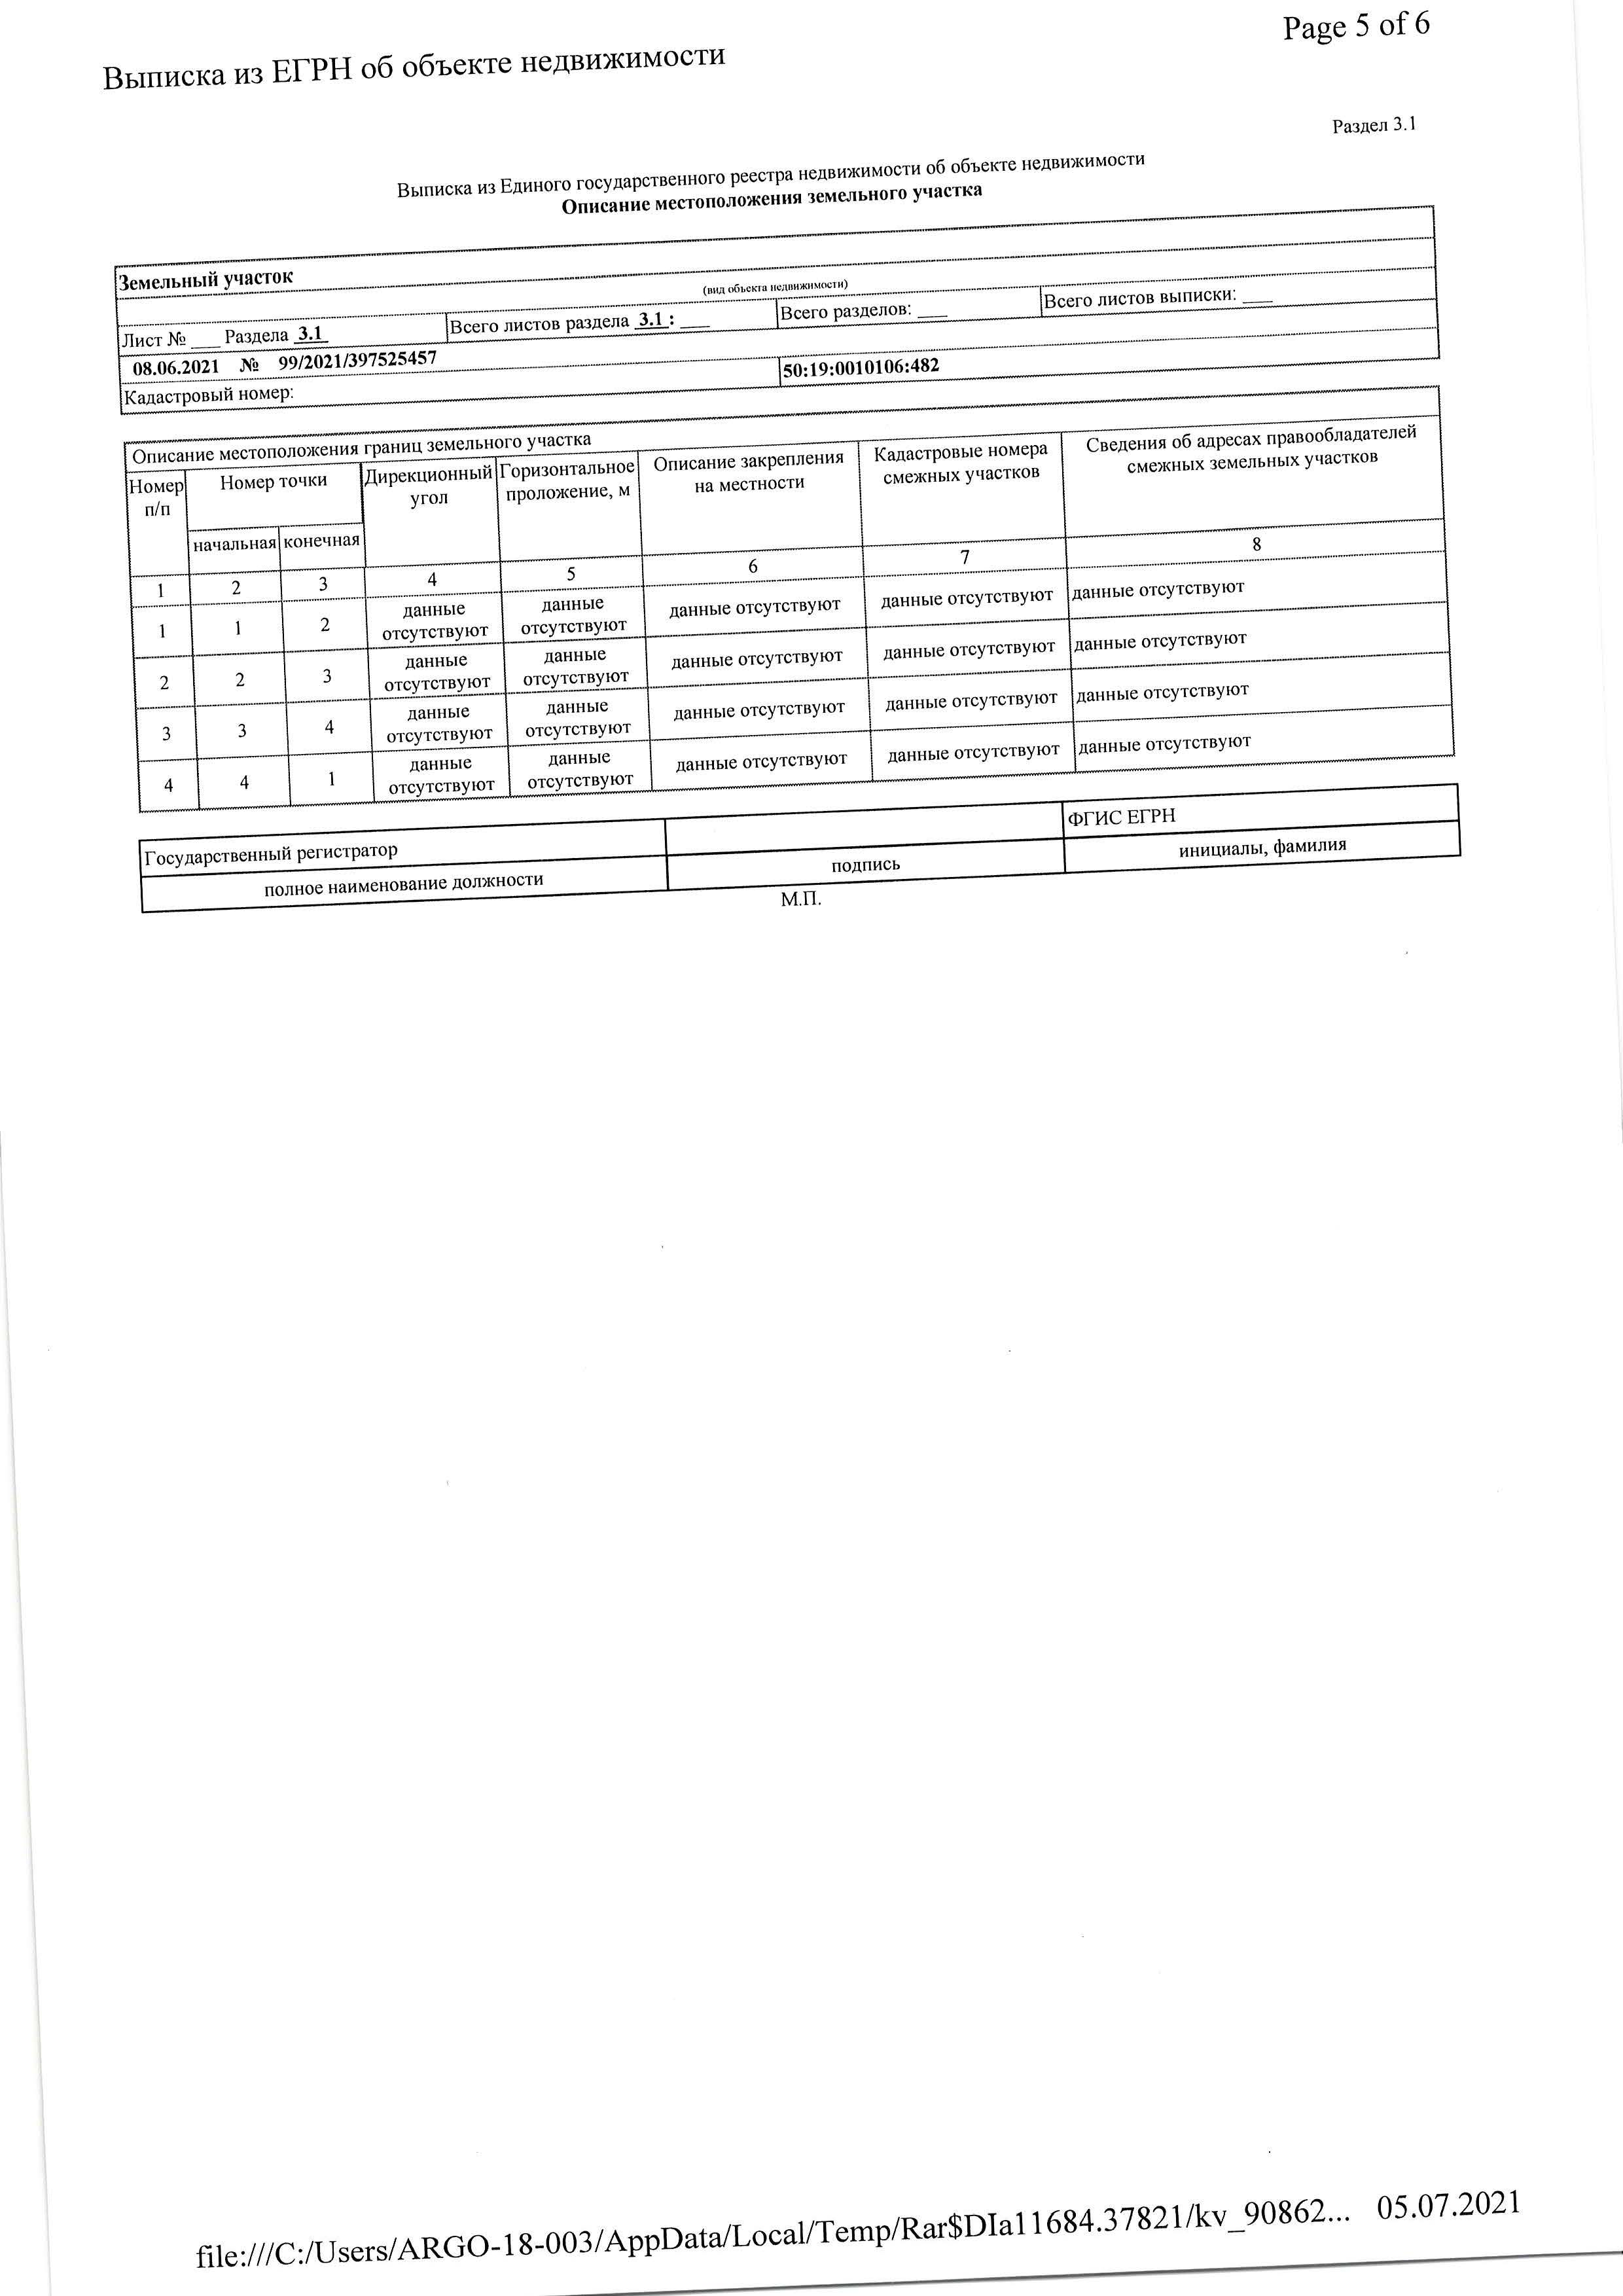 Выписка из ЕГРН об объекте недвижимости
Page 5 of 6
Раздел 3.1
Выписка из Единого государственного реестра недвижимости об объекте недвижимости
Описание местоположения земельного участка
Земельный участок
(вид объекта недвижимости)
Лист № ___ Раздела 3.1 Всего листов раздела 3.1 : ___ Всего разделов: ___ Всего листов выписки: ___
08.06.2021 № 99/2021/397525457
Кадастровый номер: 50:19:0010106:482
Описание местоположения границ земельного участка
Номер п/п Номер точки Дирекционный угол Горизонтальное проложение, м Описание закрепления на местности Кадастровые номера смежных участков Сведения об адресах правообладателей смежных земельных участков
начальная конечная
1 2 3 4 5 6 7 8
1 1 2 данные отсутствуют данные отсутствуют данные отсутствуют данные отсутствуют данные отсутствуют
2 2 3 данные отсутствуют данные отсутствуют данные отсутствуют данные отсутствуют данные отсутствуют
3 3 4 данные отсутствуют данные отсутствуют данные отсутствуют данные отсутствуют данные отсутствуют
4 4 1 данные отсутствуют данные отсутствуют данные отсутствуют данные отсутствуют данные отсутствуют
Государственный регистратор ФГИС ЕГРН
полное наименование должности подпись инициалы, фамилия
М.П.
file:///C:/Users/ARGO-18-003/AppData/Local/Temp/Rar$DIa11684.37821/kv_90862... 05.07.2021